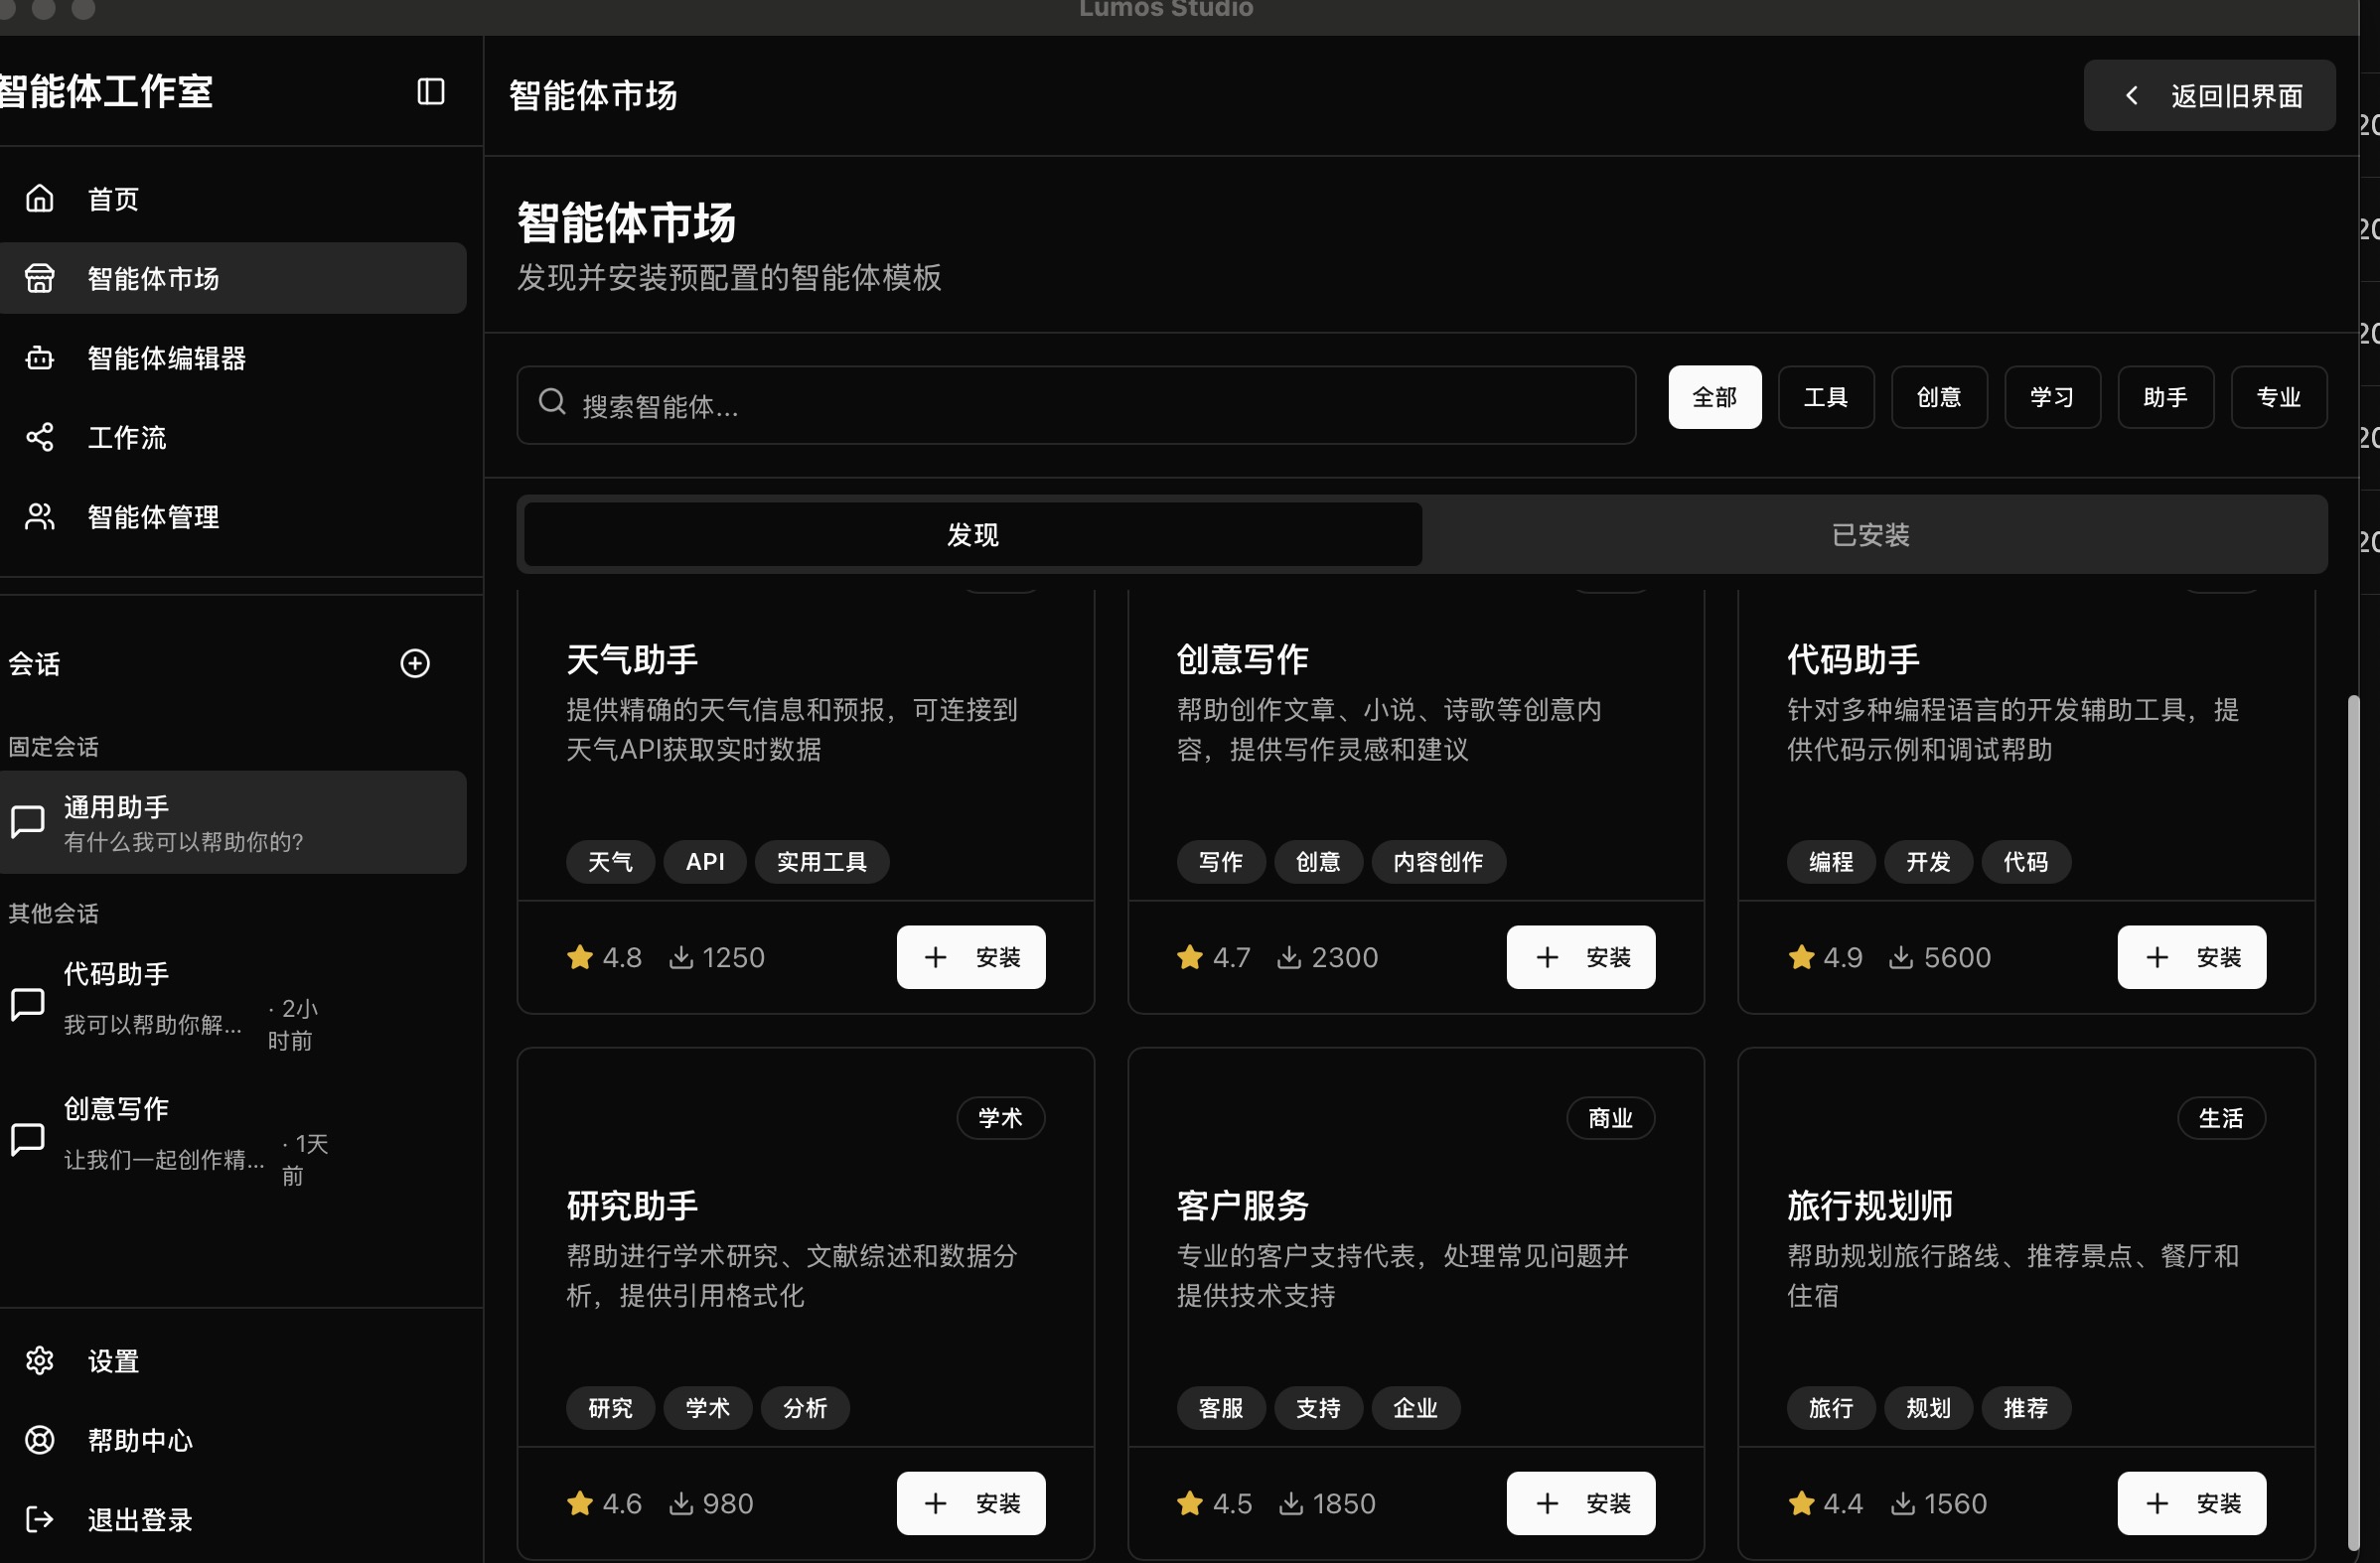 Lumos Studio
智能体工作室
首页
智能体市场
智能体编辑器
工作流
智能体管理
会话
固定会话
通用助手
有什么我可以帮助你的?
其他会话
代码助手
我可以帮助你解...
· 2小
时前
创意写作
让我们一起创作精...
· 1天
前
设置
帮助中心
退出登录
智能体市场
返回旧界面
智能体市场
发现并安装预配置的智能体模板
搜索智能体...
全部 工具 创意 学习 助手 专业
发现 已安装
天气助手
提供精确的天气信息和预报，可连接到
天气API获取实时数据
天气 API 实用工具
4.8 1250 安装
创意写作
帮助创作文章、小说、诗歌等创意内
容，提供写作灵感和建议
写作 创意 内容创作
4.7 2300 安装
代码助手
针对多种编程语言的开发辅助工具，提
供代码示例和调试帮助
编程 开发 代码
4.9 5600 安装
学术
研究助手
帮助进行学术研究、文献综述和数据分
析，提供引用格式化
研究 学术 分析
4.6 980 安装
商业
客户服务
专业的客户支持代表，处理常见问题并
提供技术支持
客服 支持 企业
4.5 1850 安装
生活
旅行规划师
帮助规划旅行路线、推荐景点、餐厅和
住宿
旅行 规划 推荐
4.4 1560 安装